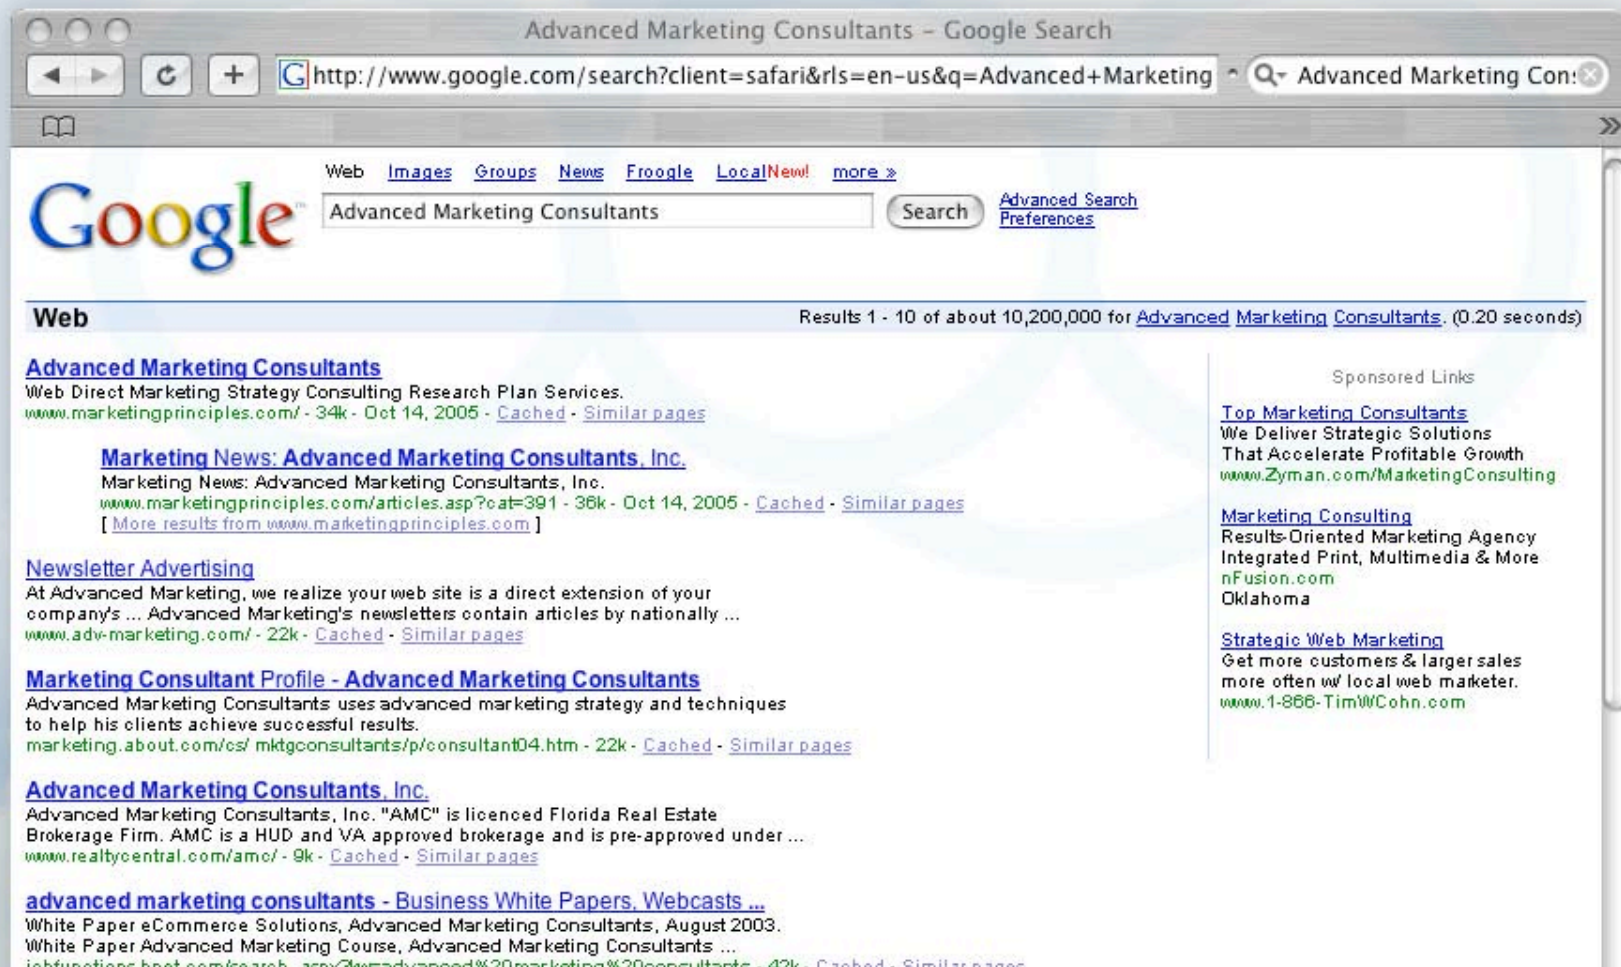 Advanced Marketing Consultants – Google Search
http://www.google.com/search?client=safari&rls=en-us&q=Advanced+Marketing
Advanced Marketing Con
Web Images Groups News Froogle LocalNew! more »
Google™
Advanced Marketing Consultants
Search
Advanced Search
Preferences
Web
Results 1 - 10 of about 10,200,000 for Advanced Marketing Consultants. (0.20 seconds)
Advanced Marketing Consultants
Web Direct Marketing Strategy Consulting Research Plan Services.
www.marketingprinciples.com/ - 34k - Oct 14, 2005 - Cached - Similar pages
Marketing News: Advanced Marketing Consultants, Inc.
Marketing News: Advanced Marketing Consultants, Inc.
www.marketingprinciples.com/articles.asp?cat=391 - 36k - Oct 14, 2005 - Cached - Similar pages
[ More results from www.marketingprinciples.com ]
Newsletter Advertising
At Advanced Marketing, we realize your web site is a direct extension of your
company's ... Advanced Marketing's newsletters contain articles by nationally ...
www.adv-marketing.com/ - 22k - Cached - Similar pages
Marketing Consultant Profile - Advanced Marketing Consultants
Advanced Marketing Consultants uses advanced marketing strategy and techniques
to help his clients achieve successful results.
marketing.about.com/cs/ mktgconsultants/p/consultant04.htm - 22k - Cached - Similar pages
Advanced Marketing Consultants, Inc.
Advanced Marketing Consultants, Inc. "AMC" is licenced Florida Real Estate
Brokerage Firm. AMC is a HUD and VA approved brokerage and is pre-approved under ...
www.realtycentral.com/amc/ - 9k - Cached - Similar pages
advanced marketing consultants - Business White Papers, Webcasts ...
White Paper eCommerce Solutions, Advanced Marketing Consultants, August 2003.
White Paper Advanced Marketing Course, Advanced Marketing Consultants ...
jobfunctions.bnet.com/search.aspx?kw=advanced%20marketing%20consultants - 42k - Cached - Similar pages
Sponsored Links
Top Marketing Consultants
We Deliver Strategic Solutions
That Accelerate Profitable Growth
www.Zyman.com/MarketingConsulting
Marketing Consulting
Results-Oriented Marketing Agency
Integrated Print, Multimedia & More
nFusion.com
Oklahoma
Strategic Web Marketing
Get more customers & larger sales
more often w/ local web marketer.
www.1-866-TimWCohn.com